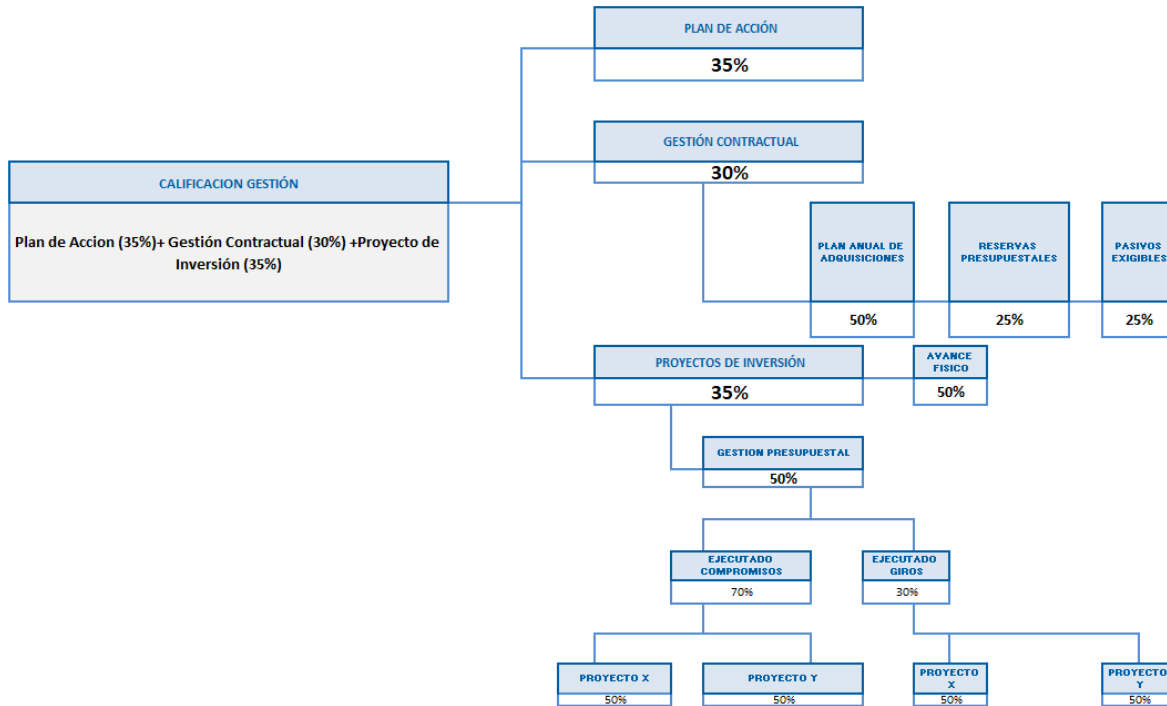 PLAN DE ACCIÓN
35%
GESTIÓN CONTRACTUAL
30%
CALIFICACION GESTIÓN
Plan de Accion (35%)+ Gestión Contractual (30%) +Proyecto de
Inversión (35%)
PLAN ANUAL DE
ADQUISICIONES
50%
RESERVAS
PRESUPUESTALES
25%
PASIVOS
EXIGIBLES
25%
PROYECTOS DE INVERSIÓN
35%
AVANCE
FISICO
50%
GESTION PRESUPUESTAL
50%
EJECUTADO
COMPROMISOS
70%
EJECUTADO
GIROS
30%
PROYECTO X
50%
PROYECTO Y
50%
PROYECTO
X
50%
PROYECTO
Y
50%